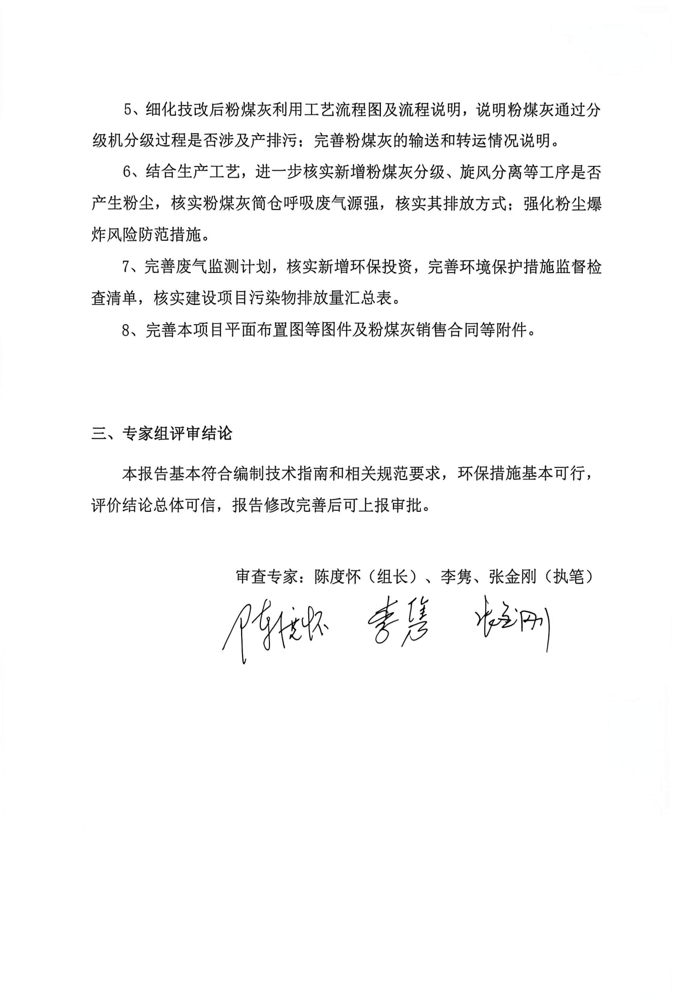 5、细化技改后粉煤灰利用工艺流程图及流程说明，说明粉煤灰通过分
级机分级过程是否涉及产排污；完善粉煤灰的输送和转运情况说明。
6、结合生产工艺，进一步核实新增粉煤灰分级、旋风分离等工序是否
产生粉尘，核实粉煤灰筒仓呼吸废气源强，核实其排放方式；强化粉尘爆
炸风险防范措施。
7、完善废气监测计划，核实新增环保投资，完善环境保护措施监督检
查清单，核实建设项目污染物排放量汇总表。
8、完善本项目平面布置图等图件及粉煤灰销售合同等附件。
三、专家组评审结论
本报告基本符合编制技术指南和相关规范要求，环保措施基本可行，
评价结论总体可信，报告修改完善后可上报审批。
审查专家：陈度怀（组长）、李隽、张金刚（执笔）
陈度怀 李隽 张金刚